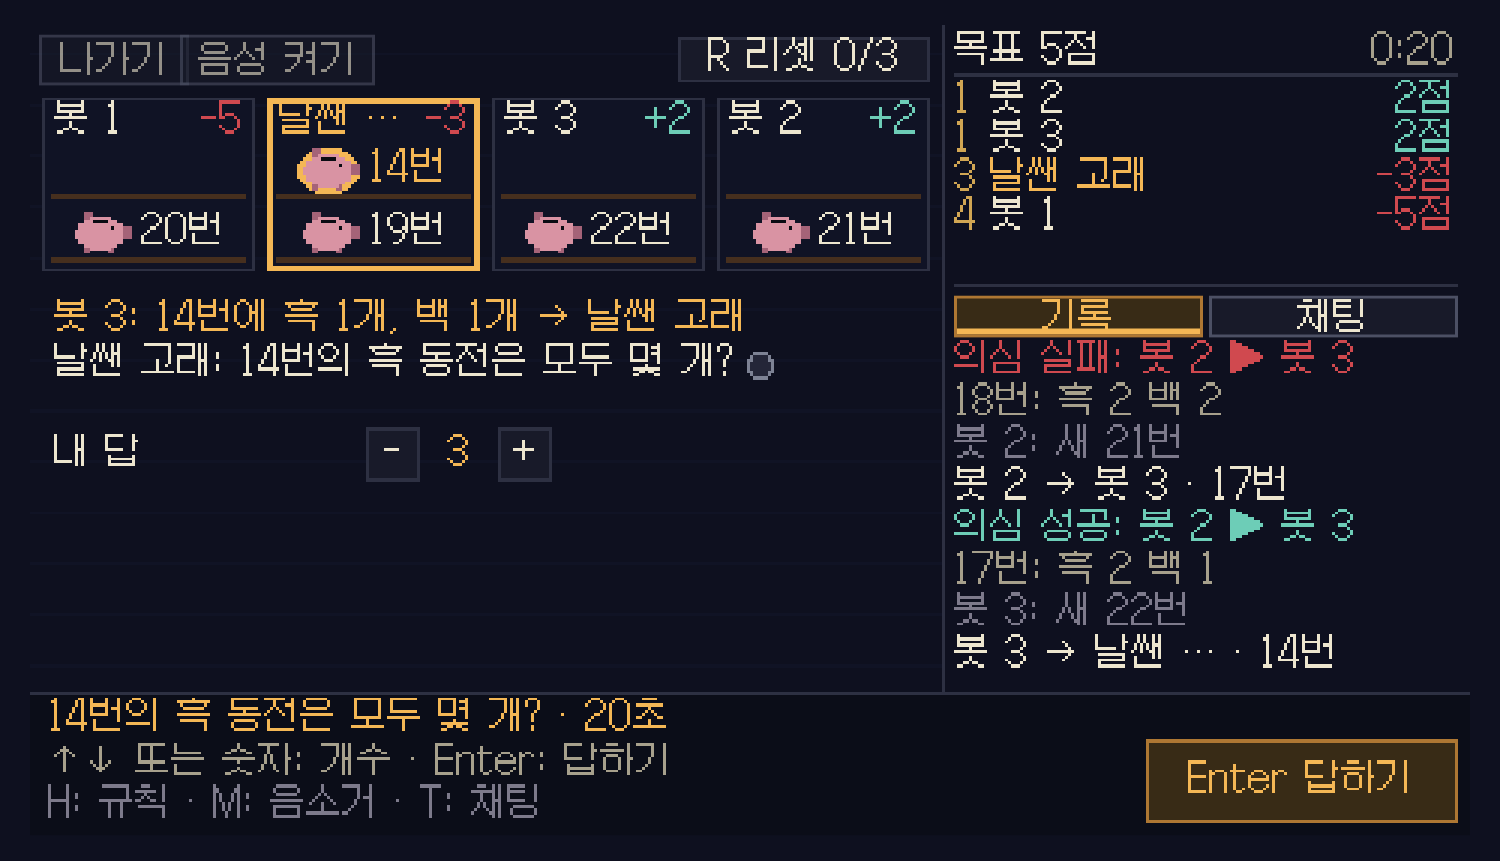 나가기 음성 켜기 R 리셋 0/3
봇 1 -5 날쌘 … -3 봇 3 +2 봇 2 +2
14번
20번 19번 22번 21번
봇 3: 14번에 흑 1개, 백 1개 → 날쌘 고래
날쌘 고래: 14번의 흑 동전은 모두 몇 개?
내 답 - 3 +
목표 5점 0:20
1 봇 2 2점
1 봇 3 2점
3 날쌘 고래 -3점
4 봇 1 -5점
기록 채팅
의심 실패: 봇 2 ▶ 봇 3
18번: 흑 2 백 2
봇 2: 새 21번
봇 2 → 봇 3 · 17번
의심 성공: 봇 2 ▶ 봇 3
17번: 흑 2 백 1
봇 3: 새 22번
봇 3 → 날쌘 … · 14번
14번의 흑 동전은 모두 몇 개? · 20초
↑↓ 또는 숫자: 개수 · Enter: 답하기
H: 규칙 · M: 음소거 · T: 채팅
Enter 답하기